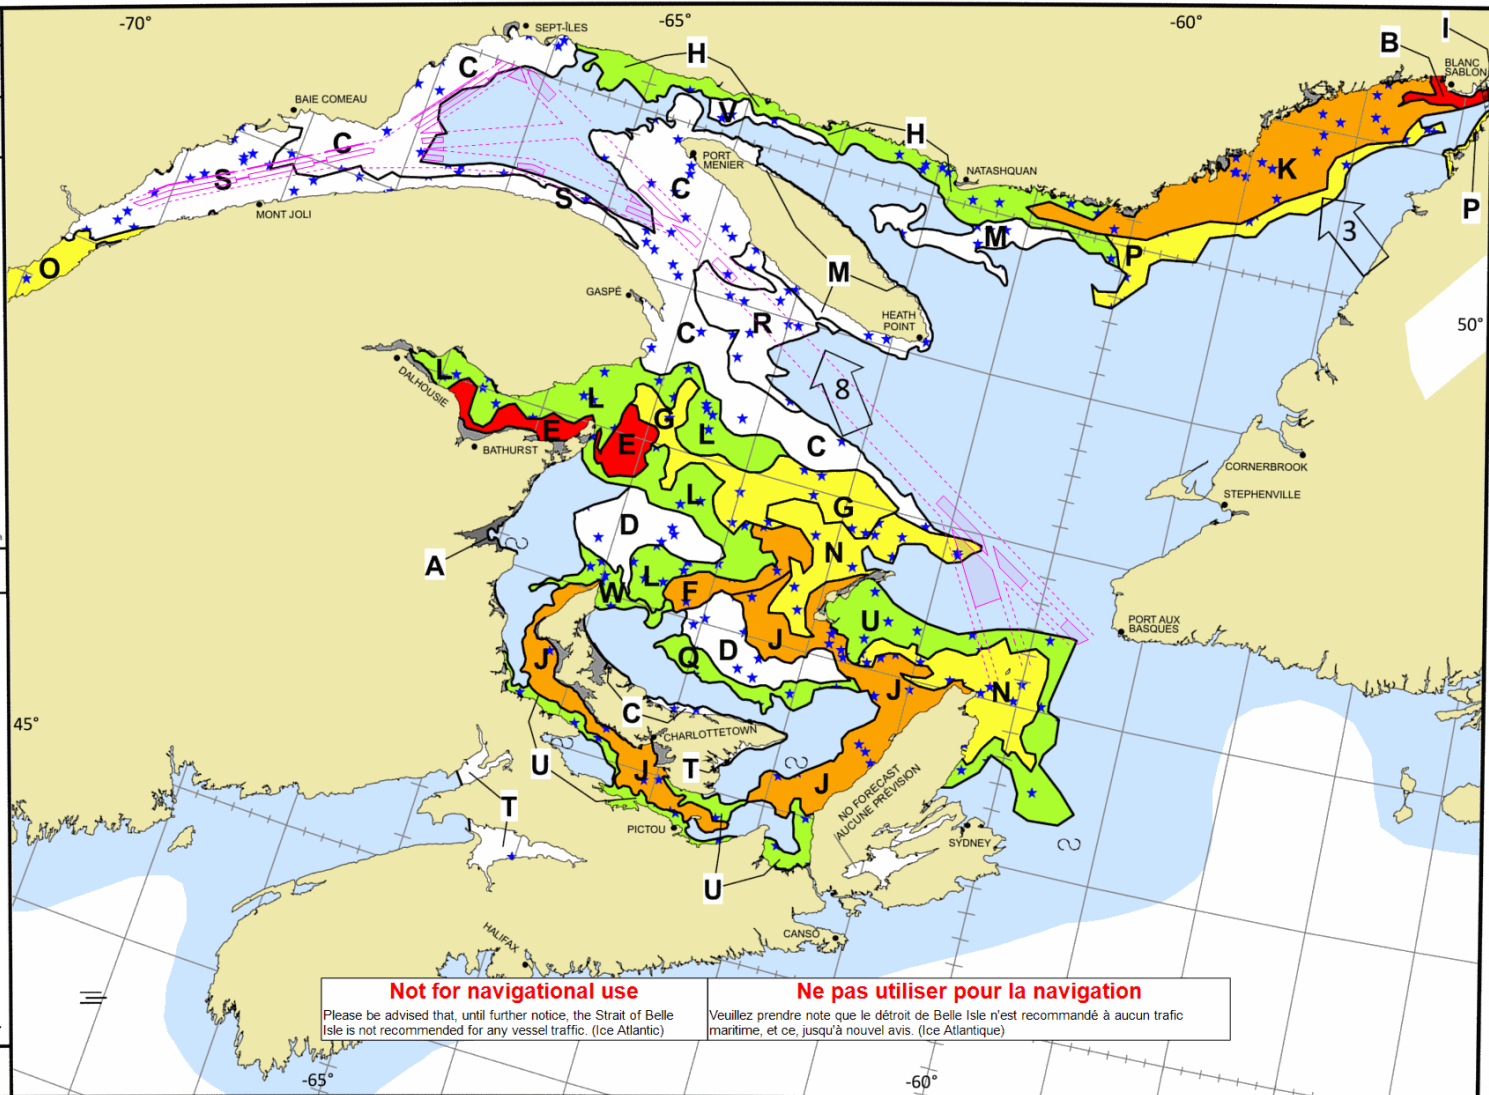 -70°
-65°
-60°
SEPT-ÎLES
I
B
BLANC
SABLON
H
C
BAIE COMEAU
V
H
C
PORT
MENIER
K
NATASHQUAN
S
C
S
P
MONT JOLI
M
3
P
O
M
GASPÉ
HEATH
POINT
R
C
50°
L
DALHOUSIE
8
L
G
E
E
L
C
BATHURST
CORNERBROOK
L
STEPHENVILLE
G
D
N
A
L
W
F
U
PORT AUX
BASQUES
J
D
Q
J
J
N
C
45°
CHARLOTTETOWN
U
J
T
J
T
NO FORECAST
AUCUNE PRÉVISION
PICTOU
SYDNEY
U
CANSO
HALIFAX
Not for navigational use
Please be advised that, until further notice, the Strait of Belle
Isle is not recommended for any vessel traffic. (Ice Atlantic)
Ne pas utiliser pour la navigation
Veuillez prendre note que le détroit de Belle Isle n'est recommandé à aucun trafic
maritime, et ce, jusqu'à nouvel avis. (Ice Atlantique)
-65°
-60°